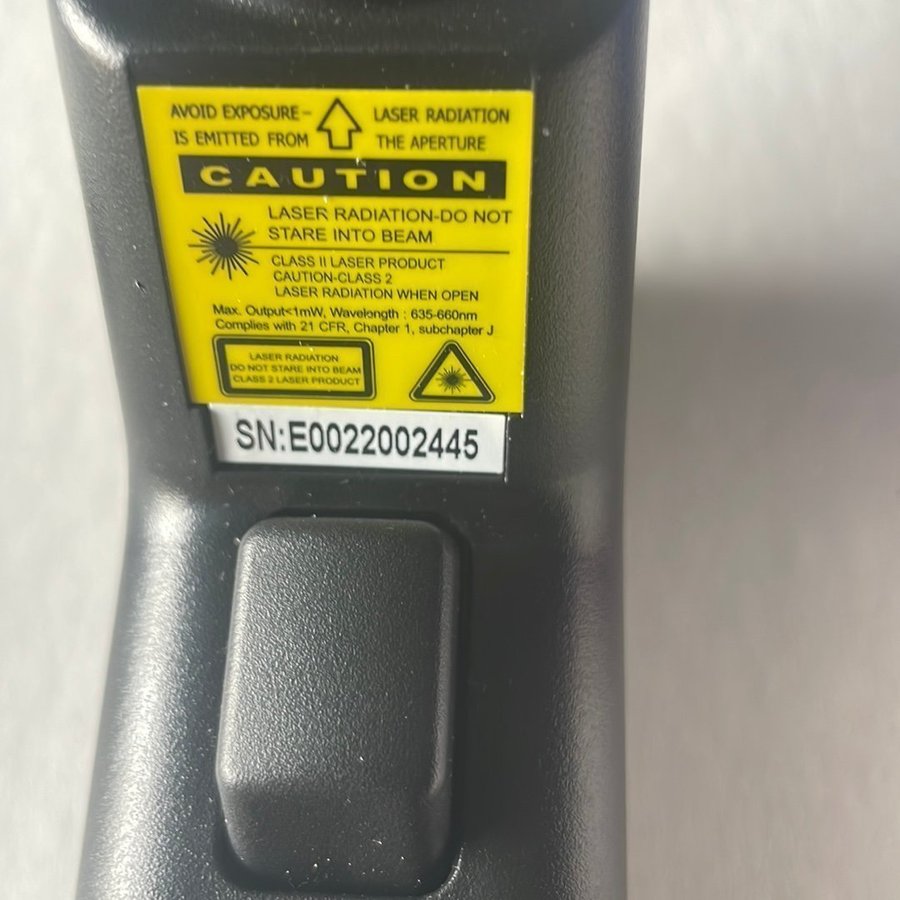 AVOID EXPOSURE- LASER RADIATION
IS EMITTED FROM THE APERTURE
CAUTION
LASER RADIATION-DO NOT
STARE INTO BEAM
CLASS II LASER PRODUCT
CAUTION-CLASS 2
LASER RADIATION WHEN OPEN
Max. Output<1mW, Wavelength : 635-660nm
Complies with 21 CFR, Chapter 1, subchapter J
LASER RADIATION
DO NOT STARE INTO BEAM
CLASS 2 LASER PRODUCT
SN:E0022002445